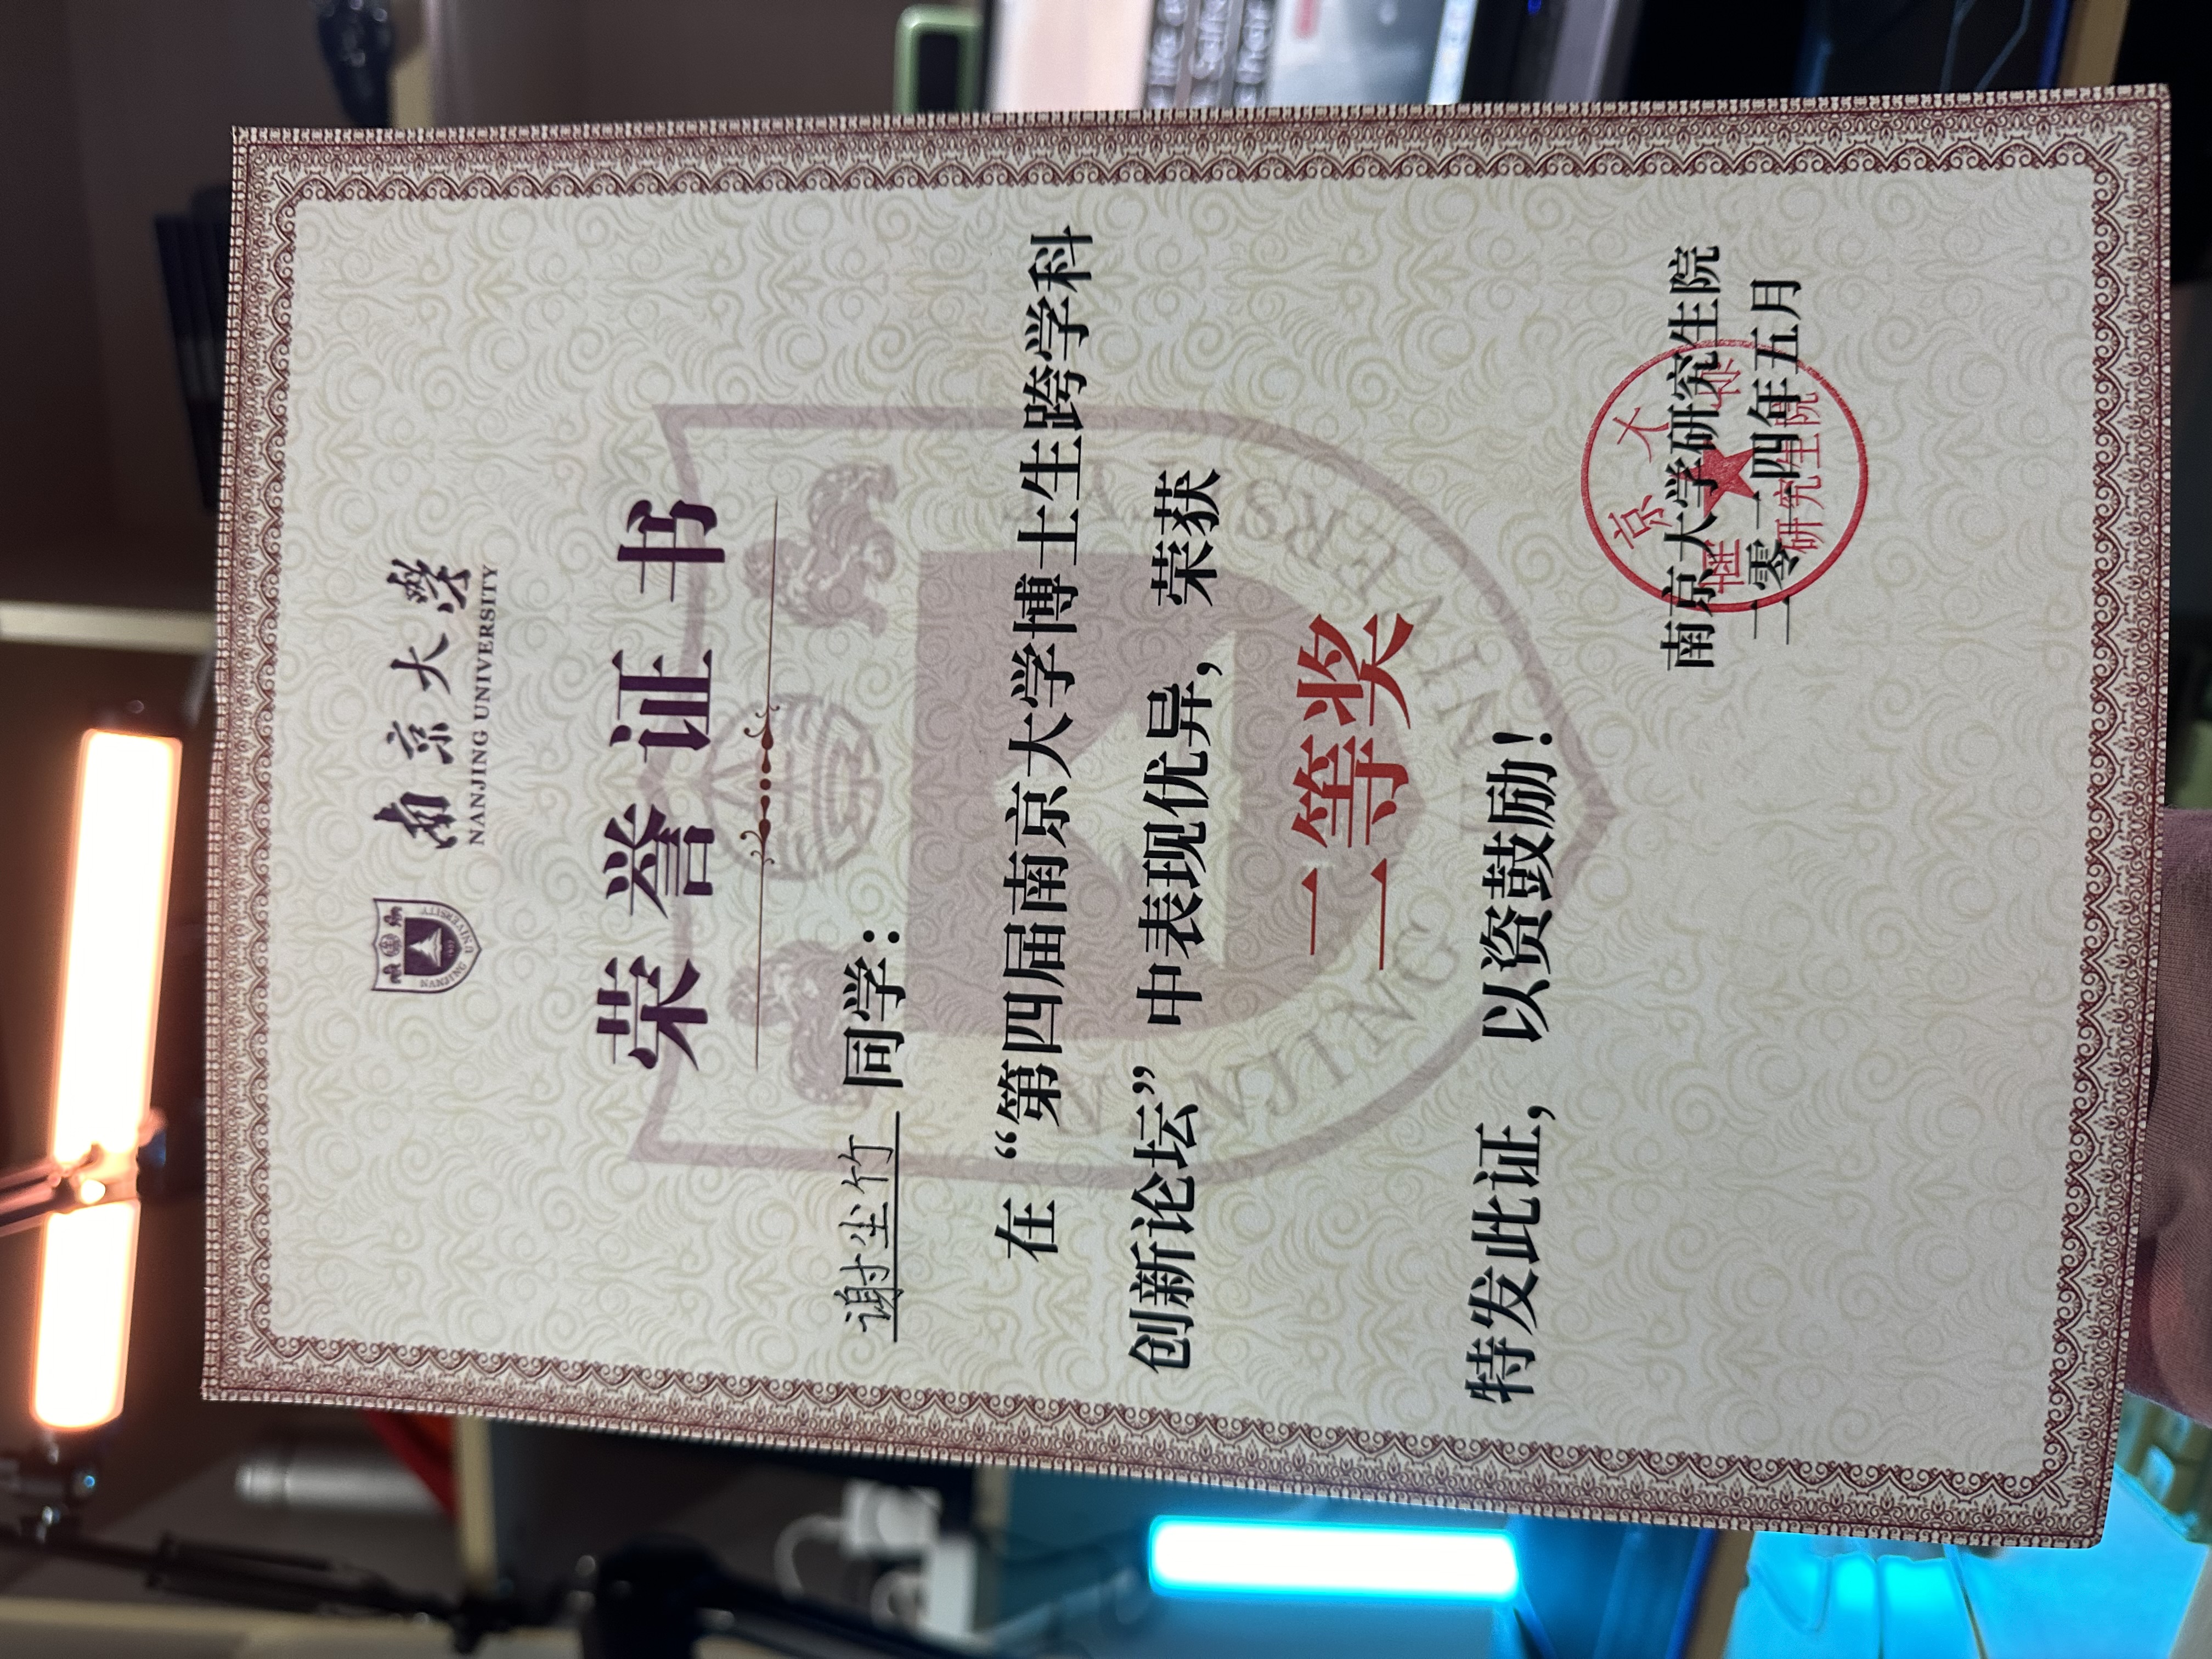 南京大學
NANJING UNIVERSITY
荣誉证书
谢尘竹 同学：
在“第四届南京大学博士生跨学科
创新论坛”中表现优异，荣获
二等奖
特发此证，以资鼓励！
南京大学研究生院
二零二四年五月
南京大学
研究生院
NANJING UNIVERSITY